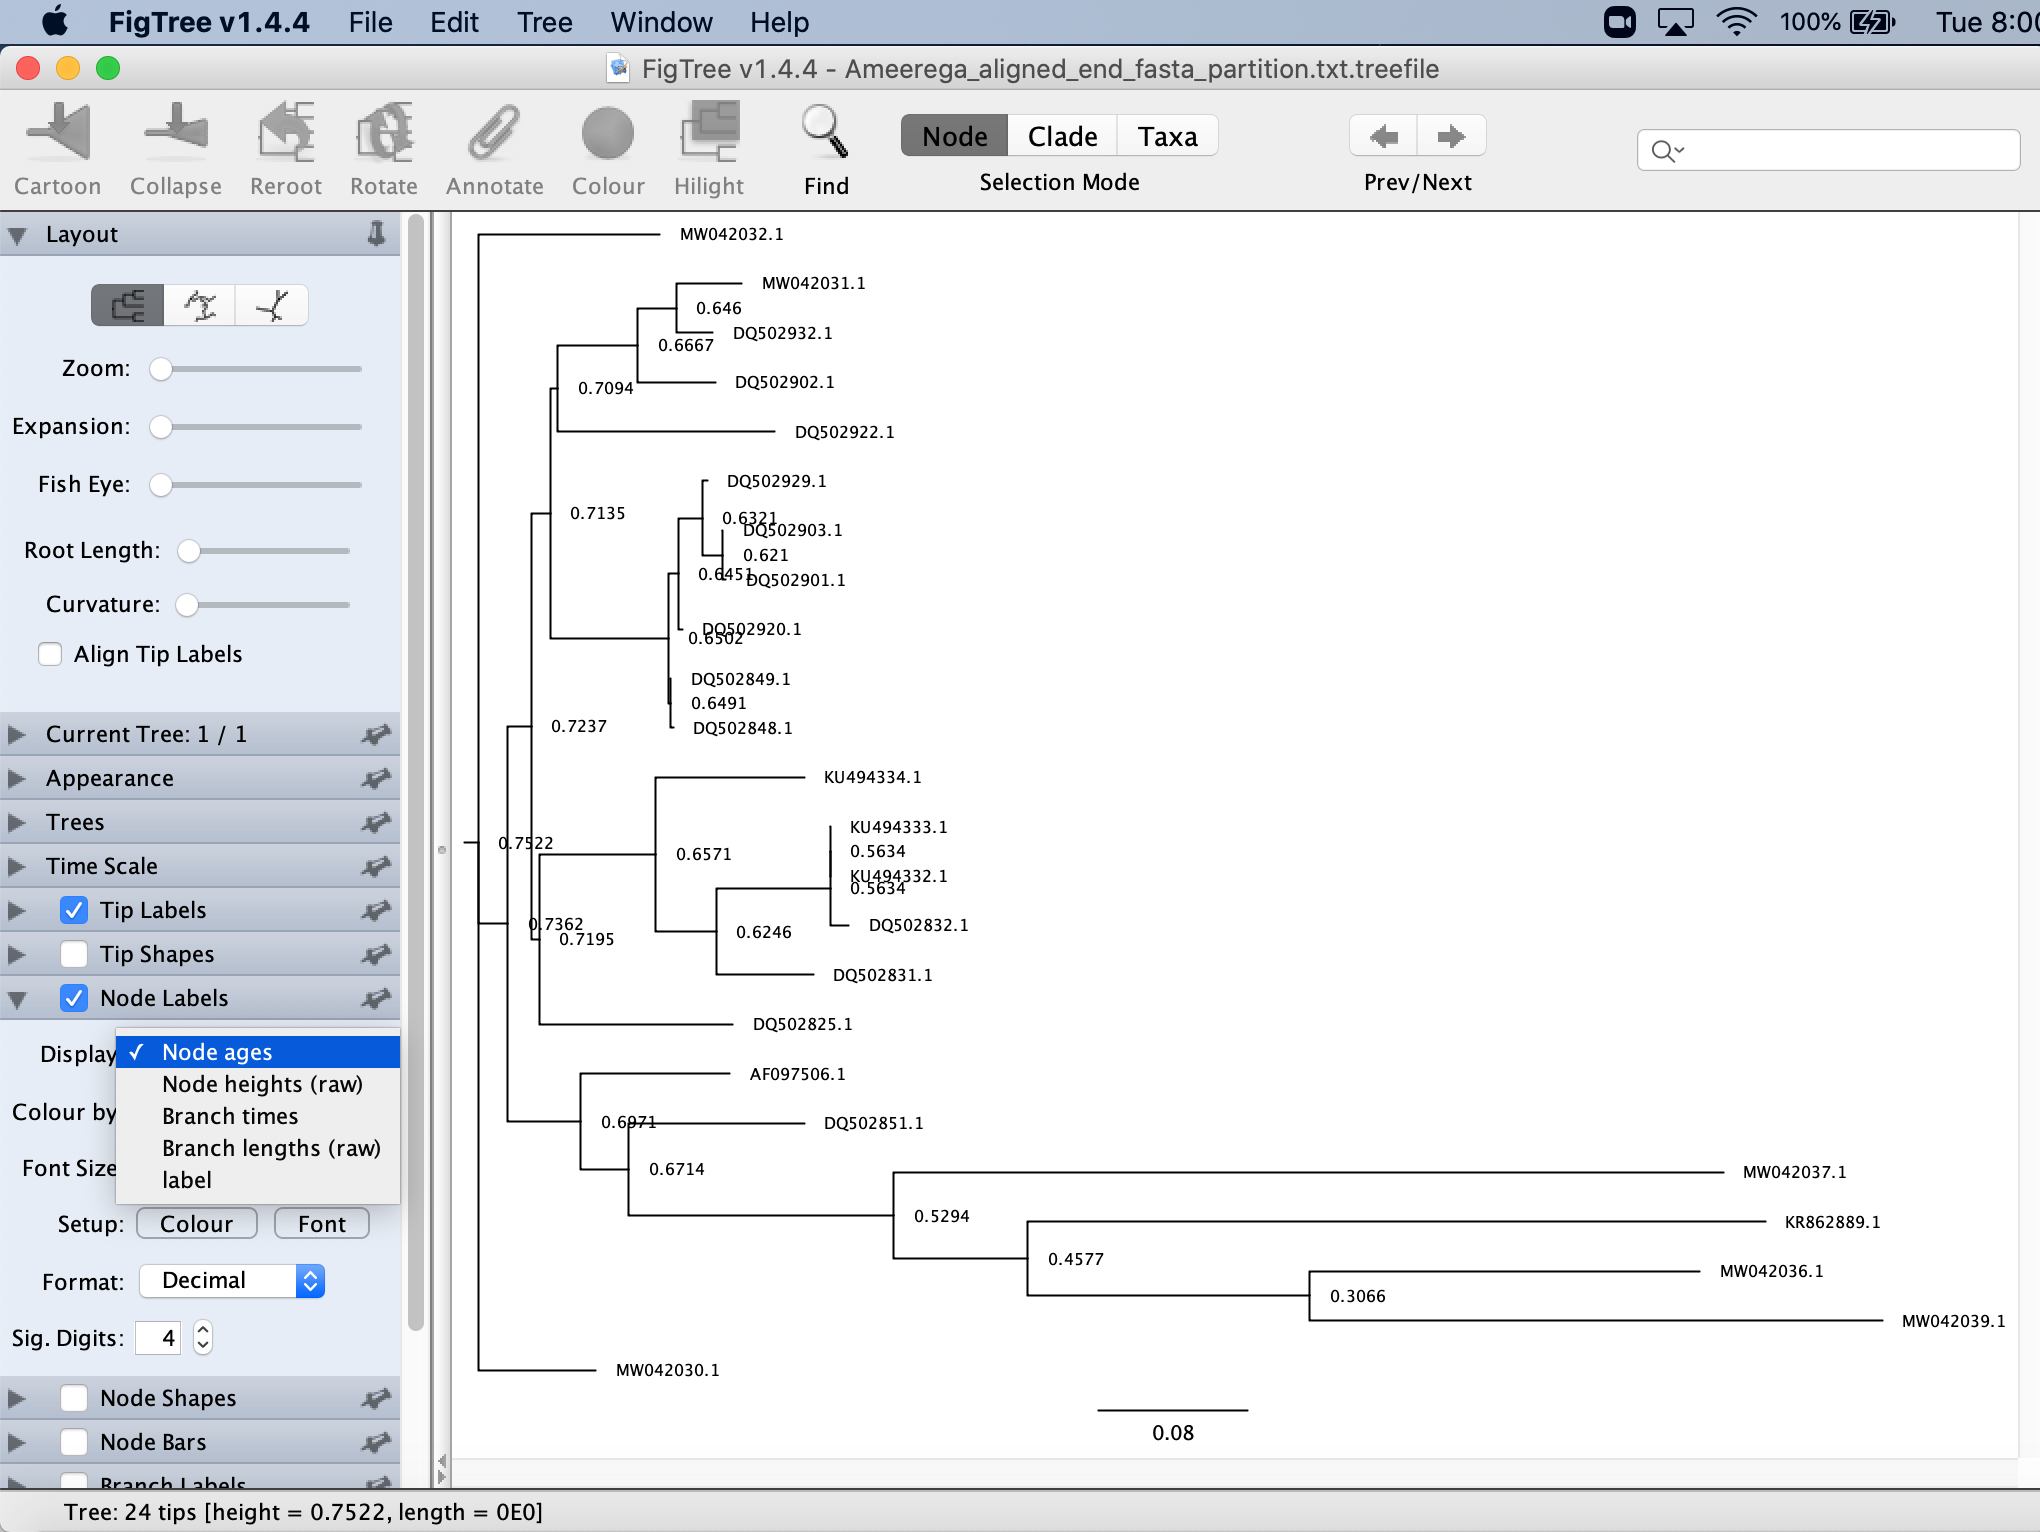 FigTree v1.4.4 File Edit Tree Window Help 100% Tue 8:00
FigTree v1.4.4 - Ameerega_aligned_end_fasta_partition.txt.treefile
Cartoon Collapse Reroot Rotate Annotate Colour Hilight Find
Node Clade Taxa
Selection Mode
Prev/Next
Layout
Zoom:
Expansion:
Fish Eye:
Root Length:
Curvature:
Align Tip Labels
Current Tree: 1 / 1
Appearance
Trees
Time Scale
Tip Labels
Tip Shapes
Node Labels
Display
Node ages
Node heights (raw)
Branch times
Branch lengths (raw)
label
Colour by
Font Size
Setup: Colour Font
Format: Decimal
Sig. Digits: 4
Node Shapes
Node Bars
Branch Labels
MW042032.1
MW042031.1
0.646
DQ502932.1
0.6667
DQ502902.1
0.7094
DQ502922.1
DQ502929.1
0.7135
0.6321
DQ502903.1
0.621
0.6451
DQ502901.1
DQ502920.1
0.6502
DQ502849.1
0.6491
0.7237
DQ502848.1
KU494334.1
KU494333.1
0.7522
0.5634
0.6571
KU494332.1
0.5634
0.7362
DQ502832.1
0.6246
0.7195
DQ502831.1
DQ502825.1
AF097506.1
0.6971
DQ502851.1
0.6714
MW042037.1
0.5294
KR862889.1
0.4577
MW042036.1
0.3066
MW042039.1
MW042030.1
0.08
Tree: 24 tips [height = 0.7522, length = 0E0]